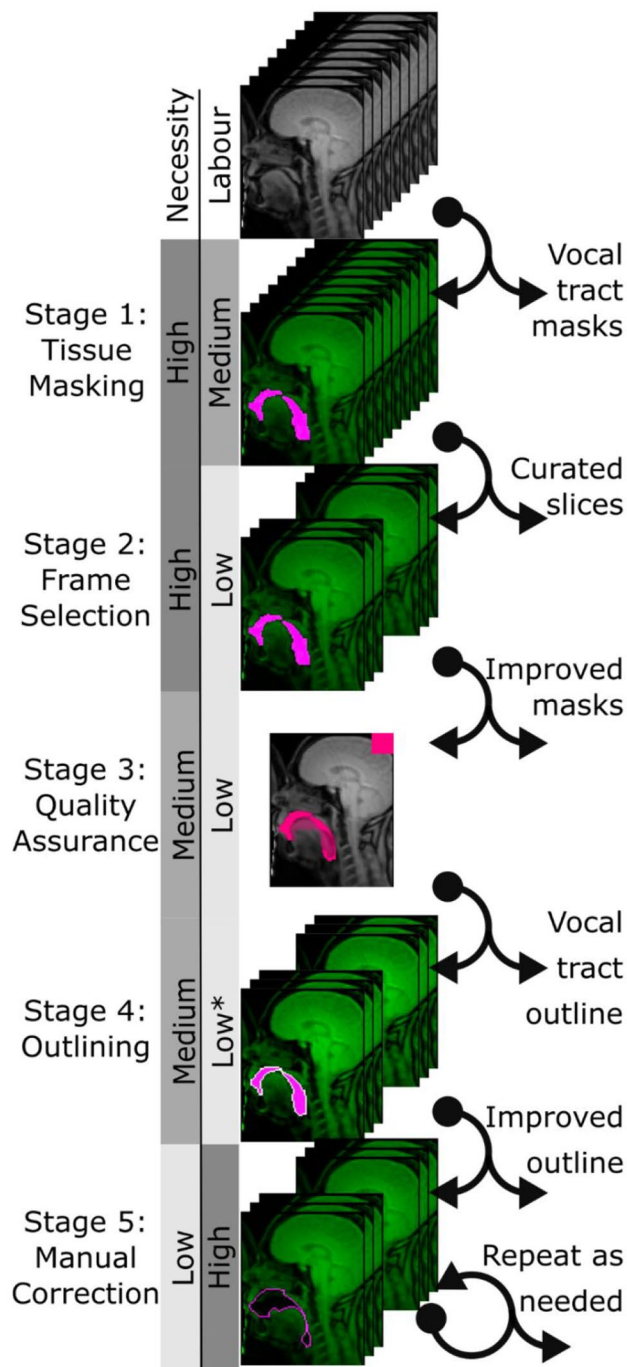 Necessity
Labour
Vocal
tract
masks
Stage 1:
Tissue
Masking
High
Medium
Curated
slices
Stage 2:
Frame
Selection
High
Low
Improved
masks
Stage 3:
Quality
Assurance
Medium
Low
Vocal
tract
outline
Stage 4:
Outlining
Medium
Low*
Improved
outline
Stage 5:
Manual
Correction
Low
High
Repeat as
needed